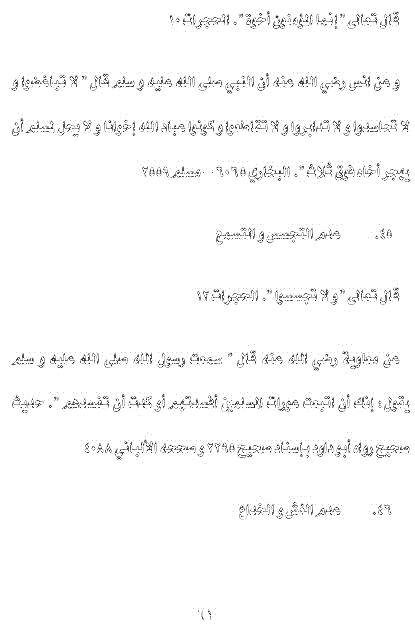 قال تعالى "إنما المؤمنون أخوة". الحجرات ١٠
و عن انس رضي الله عنه أن النبي صلى الله عليه و سلم قال " لا تباغضوا و
لا تحاسدوا و لا تدابروا و لا تقاطعوا و كونوا عباد الله إخوانا و لا يحل لمسلم أن
يهجر أخاه فوق ثلاث". البخاري ٦٠٦٥ - مسلم ٢٥٥٩
٤٥. عدم التجسس و التسمع
قال تعالى "و لا تجسسوا". الحجرات ١٢
عن معاوية رضي الله عنه قال " سمعت رسول الله صلى الله عليه و سلم
يقول: إنك أن اتبعت عورات المسلمين أفسدتهم أو كدت أن تفسدهم". حديث
صحيح رواه أبو داود بإسناد صحيح ٢٢٩٥ و صححه الألباني ٤٠٨٨
٤٦. عدم الغش و الخداع